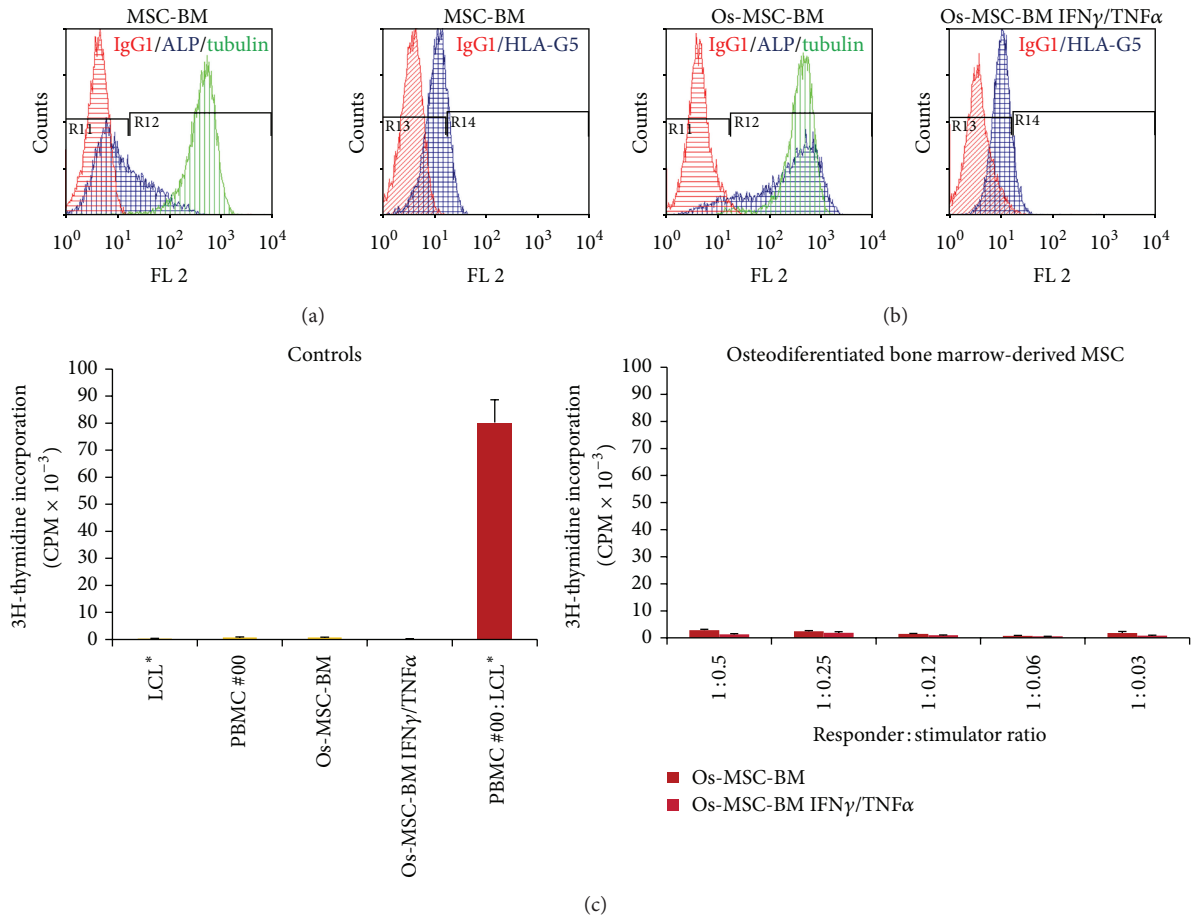 MSC-BM
IgG1/ALP/tubulin
R11
R12
Counts
10^0 10^1 10^2 10^3 10^4
FL 2
MSC-BM
IgG1/HLA-G5
R13
R14
Counts
10^0 10^1 10^2 10^3 10^4
FL 2
(a)
Os-MSC-BM
IgG1/ALP/tubulin
R11
R12
Counts
10^0 10^1 10^2 10^3 10^4
FL 2
Os-MSC-BM IFNγ/TNFα
IgG1/HLA-G5
R13
R14
Counts
10^0 10^1 10^2 10^3 10^4
FL 2
(b)
Controls
3H-thymidine incorporation
(CPM × 10^−3)
100
90
80
70
60
50
40
30
20
10
0
LCL*
PBMC #00
Os-MSC-BM
Os-MSC-BM IFNγ/TNFα
PBMC #00 : LCL*
Osteodiferentiated bone marrow-derived MSC
3H-thymidine incorporation
(CPM × 10^−3)
100
90
80
70
60
50
40
30
20
10
0
1 : 0.5
1 : 0.25
1 : 0.12
1 : 0.06
1 : 0.03
Responder : stimulator ratio
Os-MSC-BM
Os-MSC-BM IFNγ/TNFα
(c)